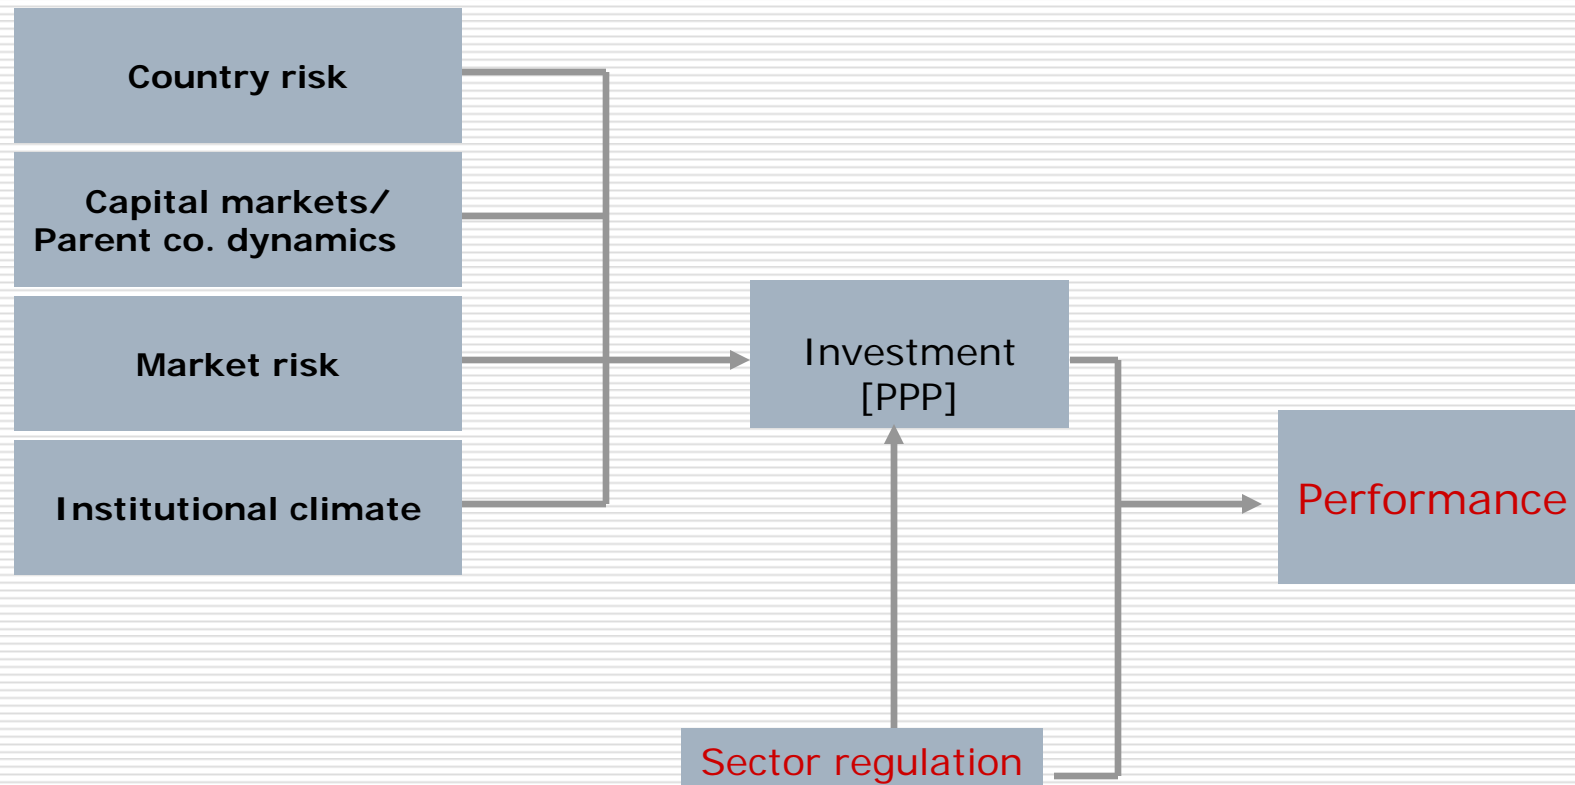 Country risk
Capital markets/
Parent co. dynamics
Market risk
Institutional climate
Investment
[PPP]
Performance
Sector regulation